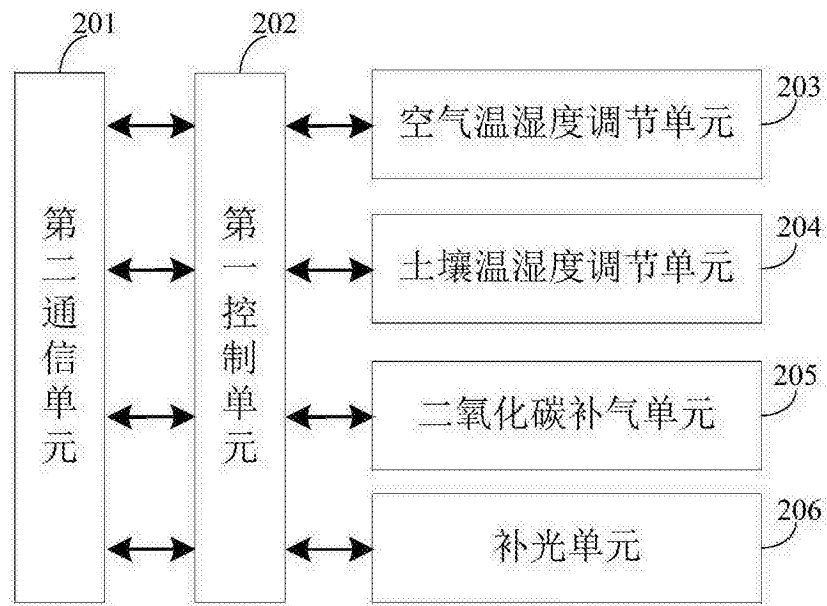 201
202
203
空气温湿度调节单元
204
土壤温湿度调节单元
第二通信单元
第一控制单元
205
二氧化碳补气单元
206
补光单元